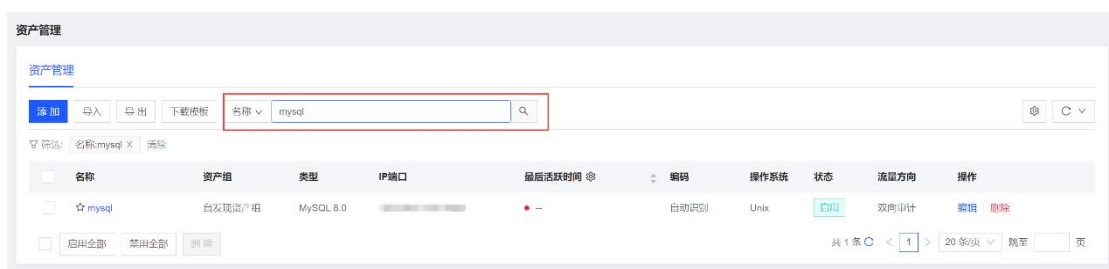 资产管理
资产管理
添加 导入 导出 下载模板 名称 mysql
筛选: 名称:mysql × 清除
名称 资产组 类型 IP端口 最后活跃时间 编码 操作系统 状态 流量方向 操作
mysql 自发现资产组 MySQL 8.0 -- 自动识别 Unix 启用 双向审计 编辑 删除
启用全部 禁用全部 删除 共 1 条 < 1 > 20 条/页 跳至 页